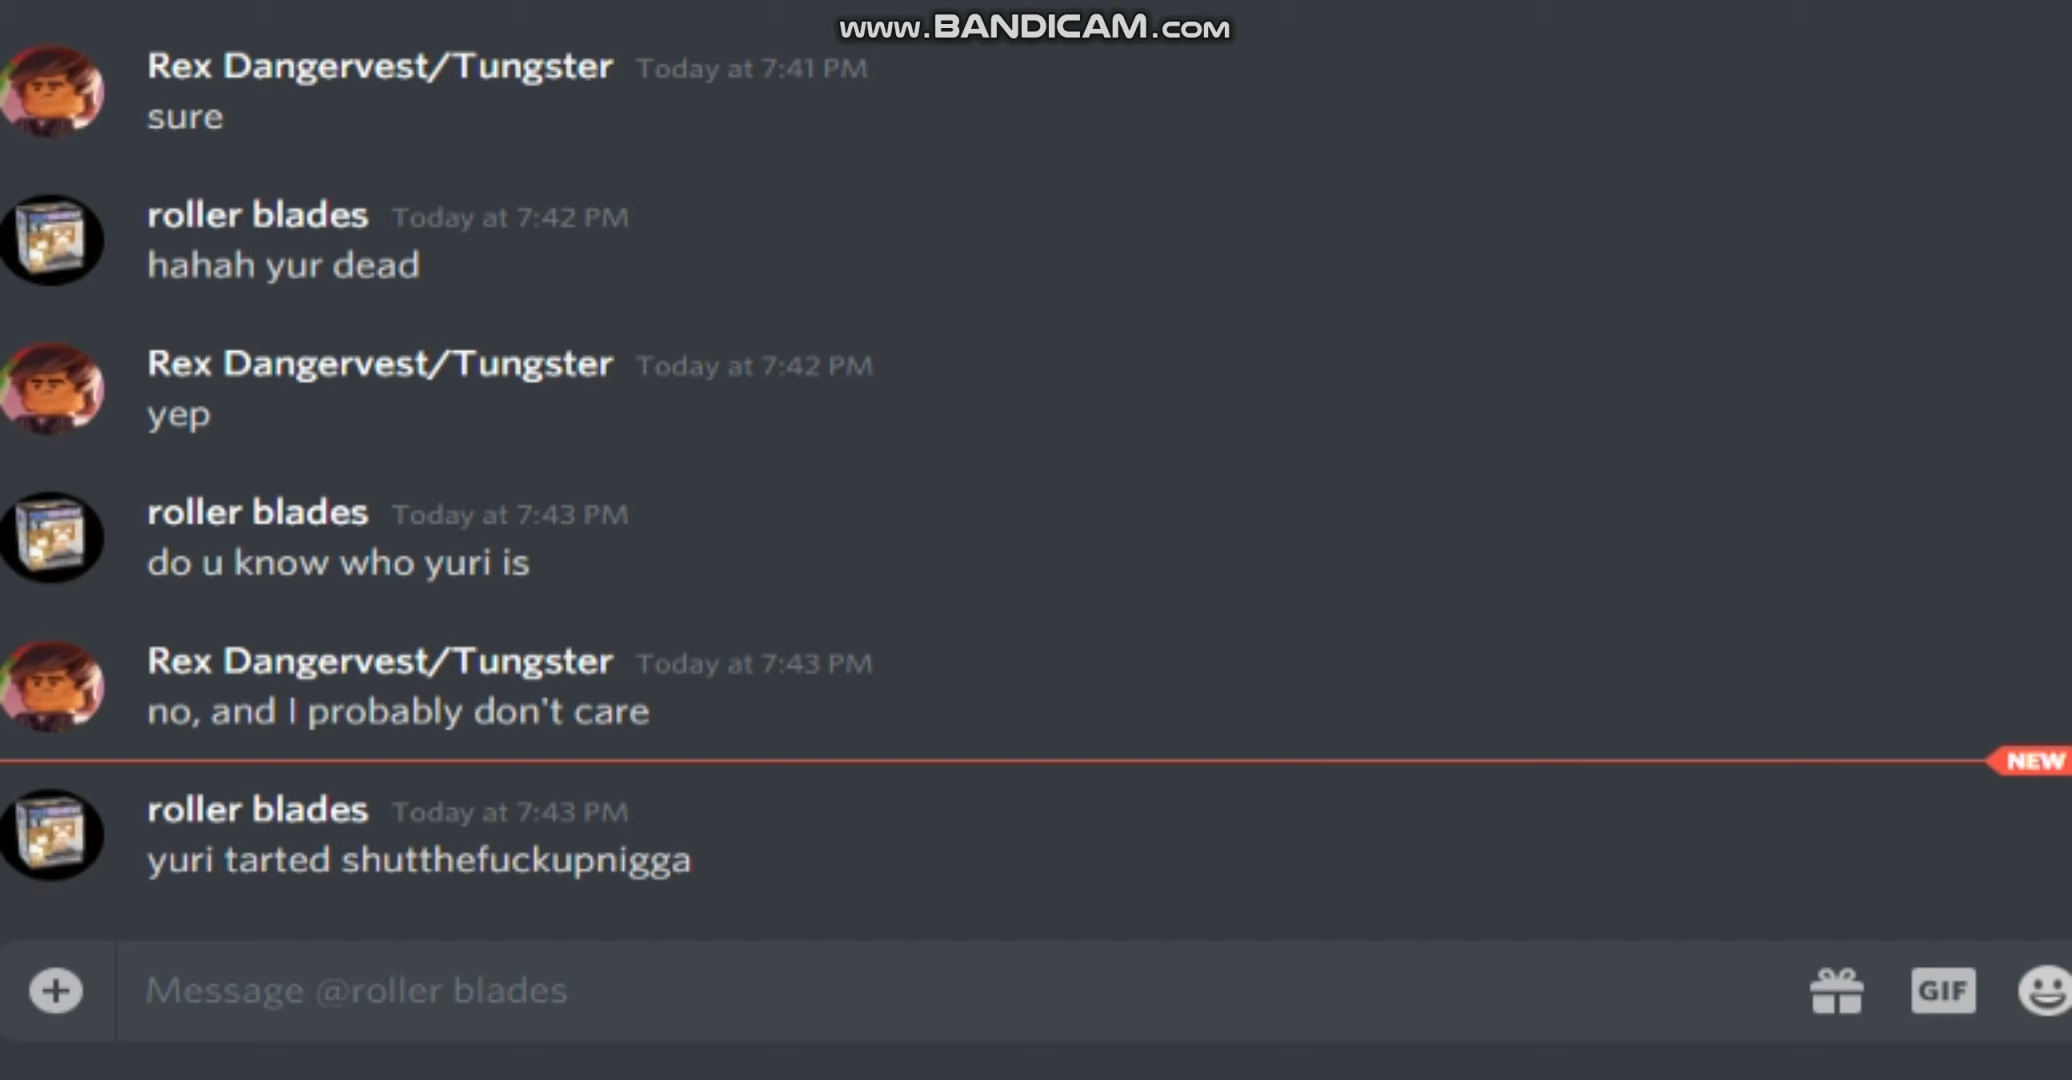 www.BANDICAM.com
Rex Dangervest/Tungster Today at 7:41 PM
sure
roller blades Today at 7:42 PM
hahah yur dead
Rex Dangervest/Tungster Today at 7:42 PM
yep
roller blades Today at 7:43 PM
do u know who yuri is
Rex Dangervest/Tungster Today at 7:43 PM
no, and I probably don't care
NEW
roller blades Today at 7:43 PM
yuri tarted shutthefuckupnigga
Message @roller blades
GIF